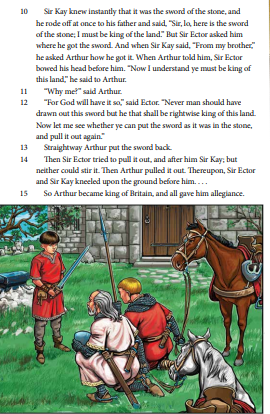 10 Sir Kay knew instantly that it was the sword of the stone, and
he rode off at once to his father and said, “Sir, lo, here is the sword
of the stone; I must be king of the land.” But Sir Ector asked him
where he got the sword. And when Sir Kay said, “From my brother,”
he asked Arthur how he got it. When Arthur told him, Sir Ector
bowed his head before him. “Now I understand ye must be king of
this land,” he said to Arthur.
11 “Why me?” said Arthur.
12 “For God will have it so,” said Ector. “Never man should have
drawn out this sword but he that shall be rightwise king of this land.
Now let me see whether ye can put the sword as it was in the stone,
and pull it out again.”
13 Straightway Arthur put the sword back.
14 Then Sir Ector tried to pull it out, and after him Sir Kay; but
neither could stir it. Then Arthur pulled it out. Thereupon, Sir Ector
and Sir Kay kneeled upon the ground before him. . . .
15 So Arthur became king of Britain, and all gave him allegiance.